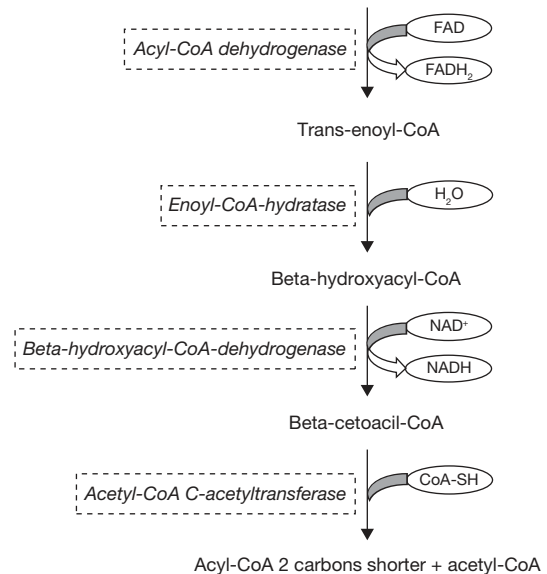 FAD
Acyl-CoA dehydrogenase
FADH₂
Trans-enoyl-CoA
H₂O
Enoyl-CoA-hydratase
Beta-hydroxyacyl-CoA
NAD⁺
Beta-hydroxyacyl-CoA-dehydrogenase
NADH
Beta-cetoacil-CoA
CoA-SH
Acetyl-CoA C-acetyltransferase
Acyl-CoA 2 carbons shorter + acetyl-CoA